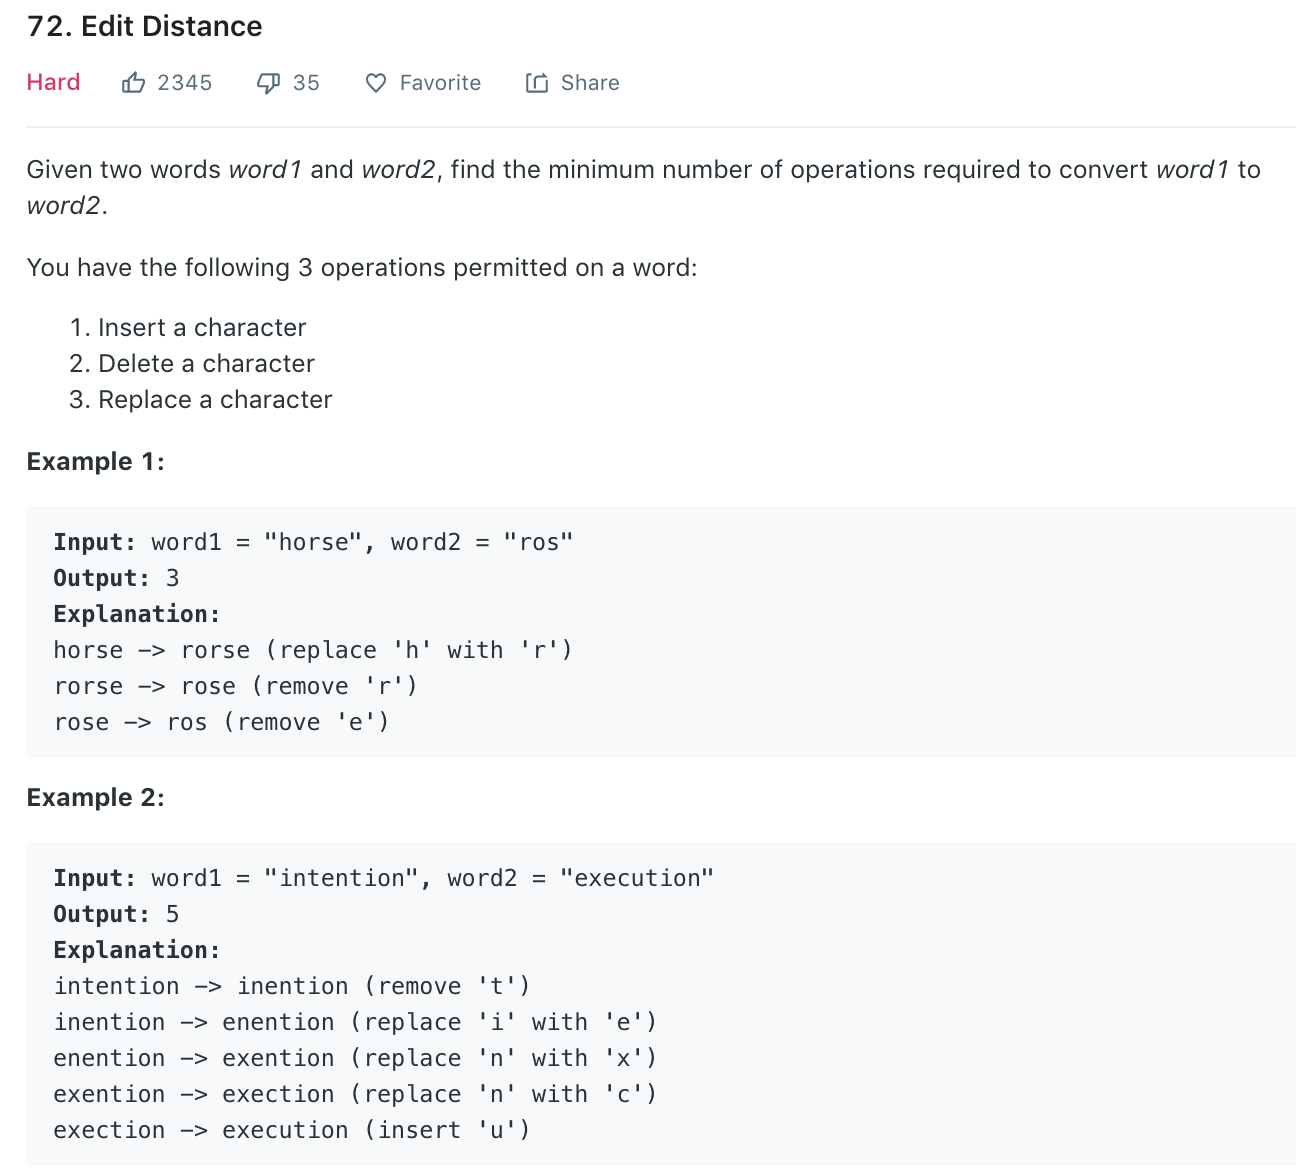 72. Edit Distance
Hard 2345 35 Favorite Share
Given two words word1 and word2, find the minimum number of operations required to convert word1 to
word2.
You have the following 3 operations permitted on a word:
1. Insert a character
2. Delete a character
3. Replace a character
Example 1:
Input: word1 = "horse", word2 = "ros"
Output: 3
Explanation:
horse -> rorse (replace 'h' with 'r')
rorse -> rose (remove 'r')
rose -> ros (remove 'e')
Example 2:
Input: word1 = "intention", word2 = "execution"
Output: 5
Explanation:
intention -> inention (remove 't')
inention -> enention (replace 'i' with 'e')
enention -> exention (replace 'n' with 'x')
exention -> exection (replace 'n' with 'c')
exection -> execution (insert 'u')